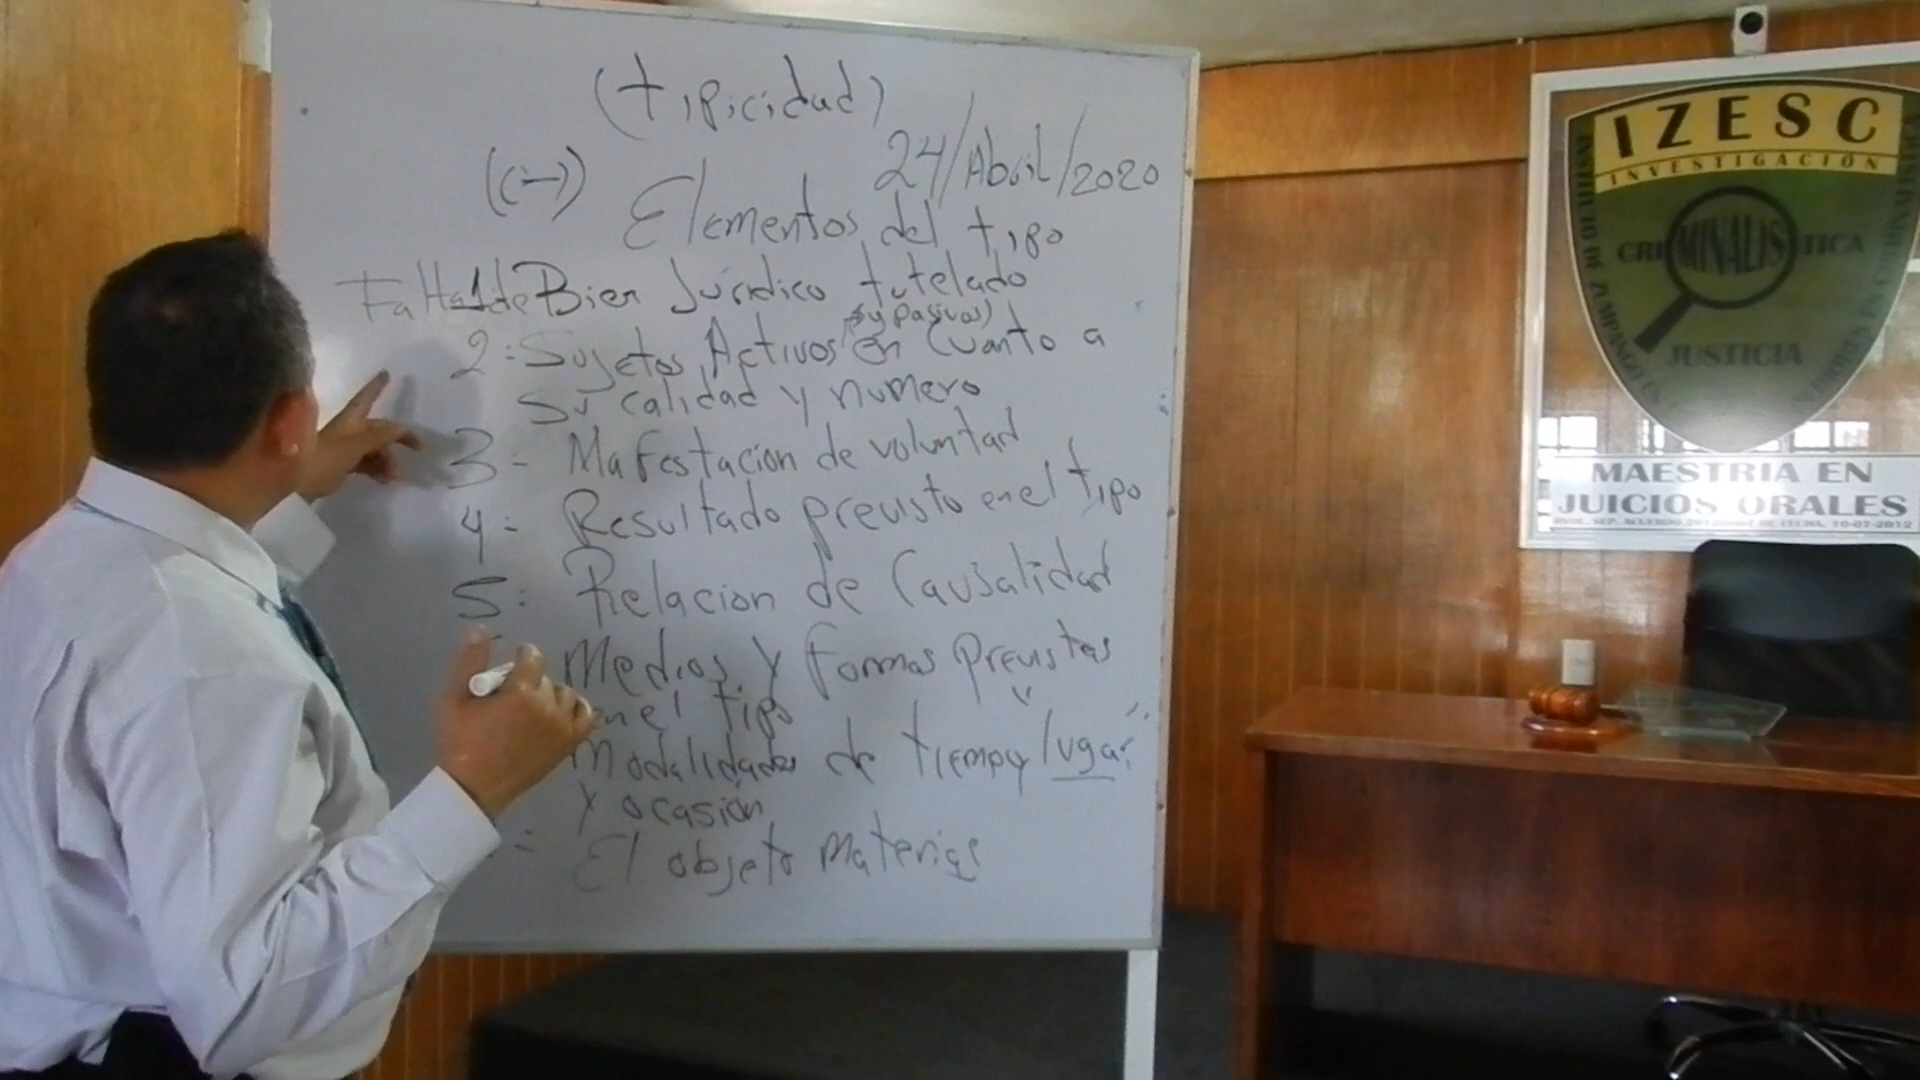 (tipicidad)
24/Abril/2020
((-))
Elementos del tipo
Falta 1 de Bien Jurídico tutelado
(y pasivos)
2: Sujetos Activos en Cuanto a
Su calidad y numero
3- Mafestacion de voluntad
4- Resultado previsto en el tipo
5: Relacion de Causalidad
Medios y formas previstas
en el tipo
Modalidades de tiempo y lugar
y ocasión
El objeto Material
IZESC
INVESTIGACIÓN
CRIMINALISTICA
JUSTICIA
MAESTRIA EN
JUICIOS ORALES